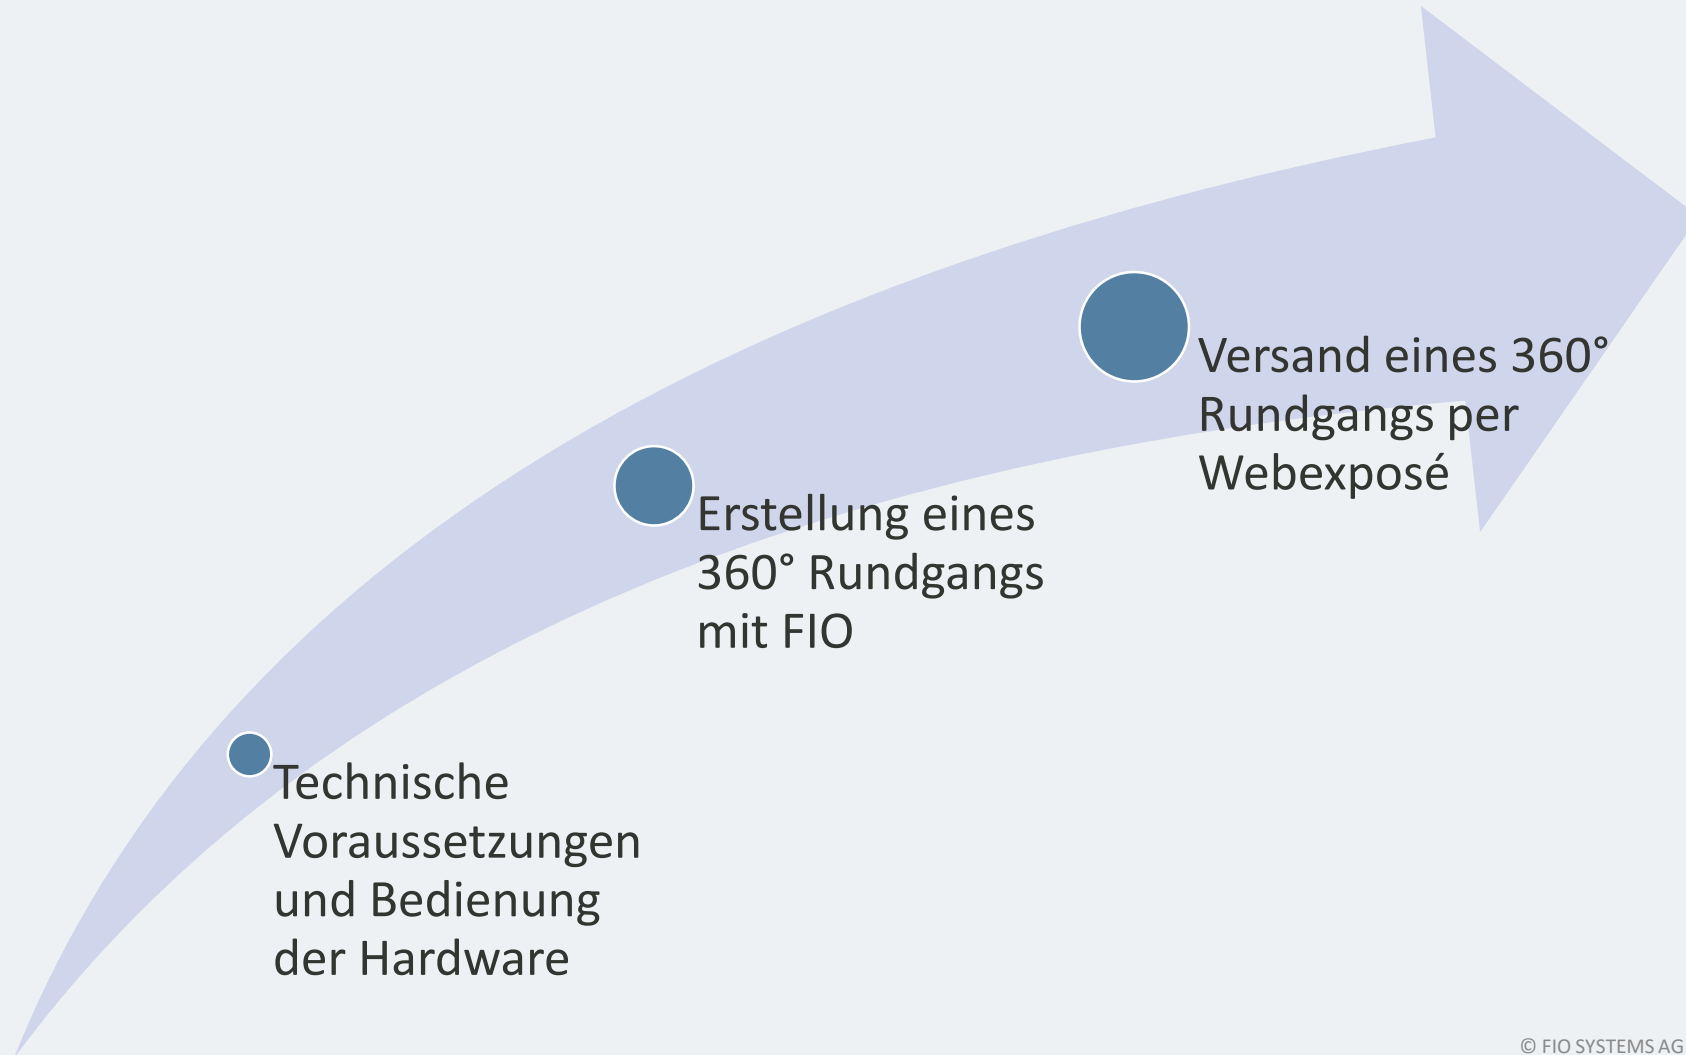 Versand eines 360°
Rundgangs per
Webexposé
Erstellung eines
360° Rundgangs
mit FIO
Technische
Voraussetzungen
und Bedienung
der Hardware
© FIO SYSTEMS AG